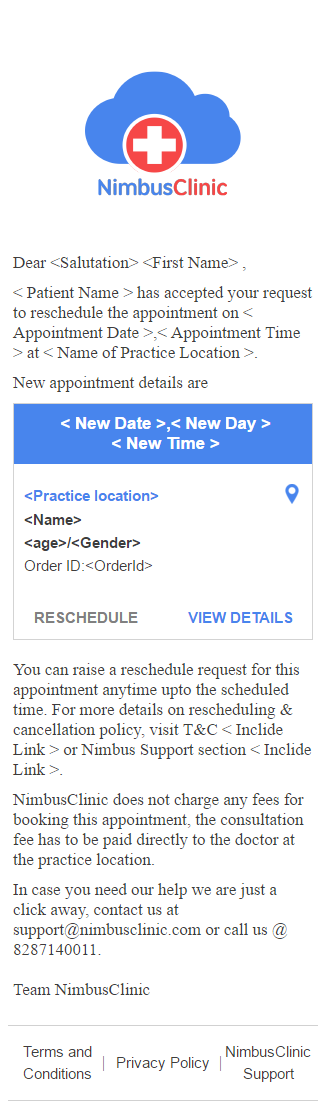 NimbusClinic
Dear <Salutation> <First Name> ,
< Patient Name > has accepted your request
to reschedule the appointment on <
Appointment Date >,< Appointment Time
> at < Name of Practice Location >.
New appointment details are
< New Date >,< New Day >
< New Time >
<Practice location>
<Name>
<age>/<Gender>
Order ID:<OrderId>
RESCHEDULE VIEW DETAILS
You can raise a reschedule request for this
appointment anytime upto the scheduled
time. For more details on rescheduling &
cancellation policy, visit T&C < Inclide
Link > or Nimbus Support section < Inclide
Link >.
NimbusClinic does not charge any fees for
booking this appointment, the consultation
fee has to be paid directly to the doctor at
the practice location.
In case you need our help we are just a
click away, contact us at
support@nimbusclinic.com or call us @
8287140011.
Team NimbusClinic
Terms and
Conditions | Privacy Policy | NimbusClinic
Support